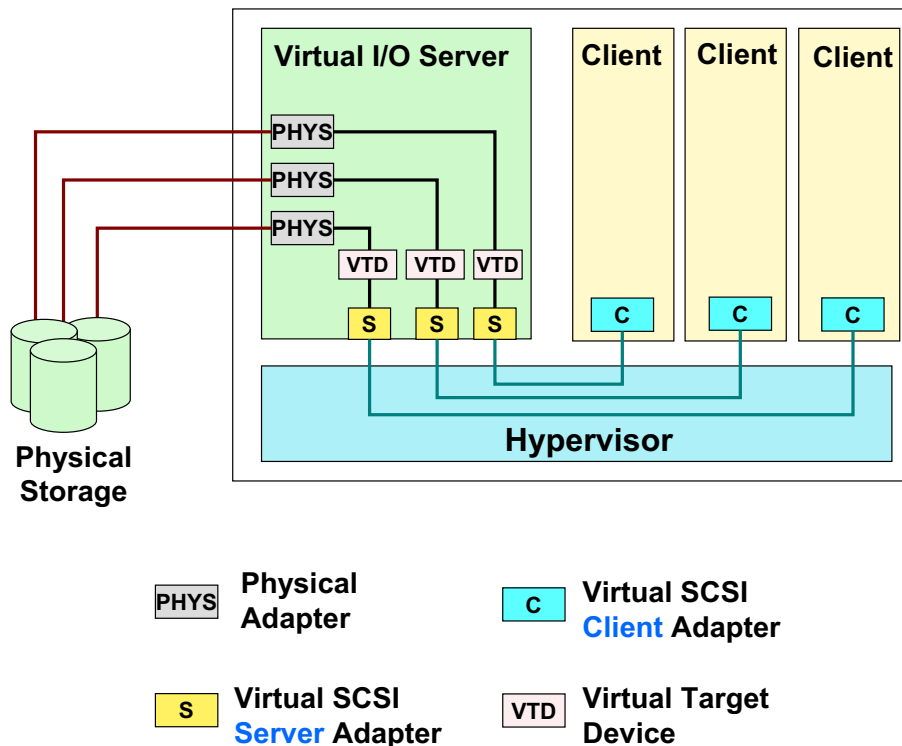 Virtual I/O Server
Client
Client
Client
PHYS
PHYS
PHYS
VTD
VTD
VTD
S
S
S
C
C
C
Hypervisor
Physical
Storage
PHYS
Physical
Adapter
C
Virtual SCSI
Client Adapter
S
Virtual SCSI
Server Adapter
VTD
Virtual Target
Device